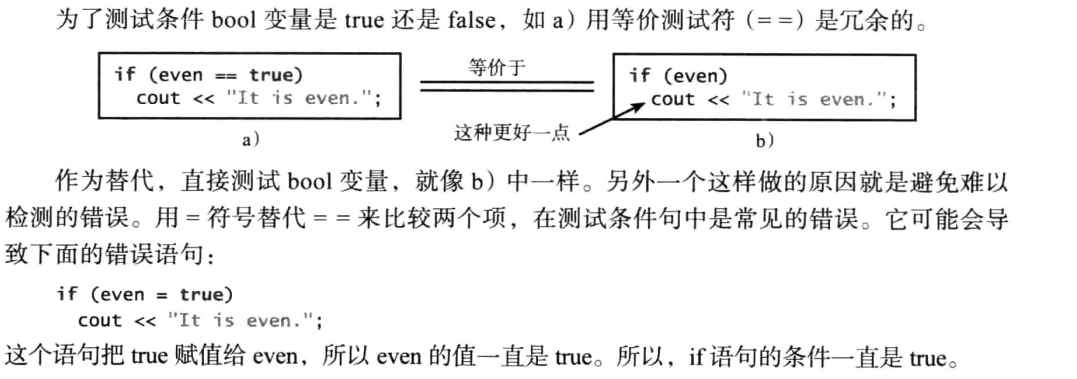 为了测试条件 bool 变量是 true 还是 false，如 a）用等价测试符（= =）是冗余的。
if (even == true)
cout << "It is even.";
a）
等价于
这种更好一点
if (even)
cout << "It is even.";
b）
作为替代，直接测试 bool 变量，就像 b）中一样。另外一个这样做的原因就是避免难以
检测的错误。用 = 符号替代 = = 来比较两个项，在测试条件句中是常见的错误。它可能会导
致下面的错误语句：
if (even = true)
cout << "It is even.";
这个语句把 true 赋值给 even，所以 even 的值一直是 true。所以，if 语句的条件一直是 true。